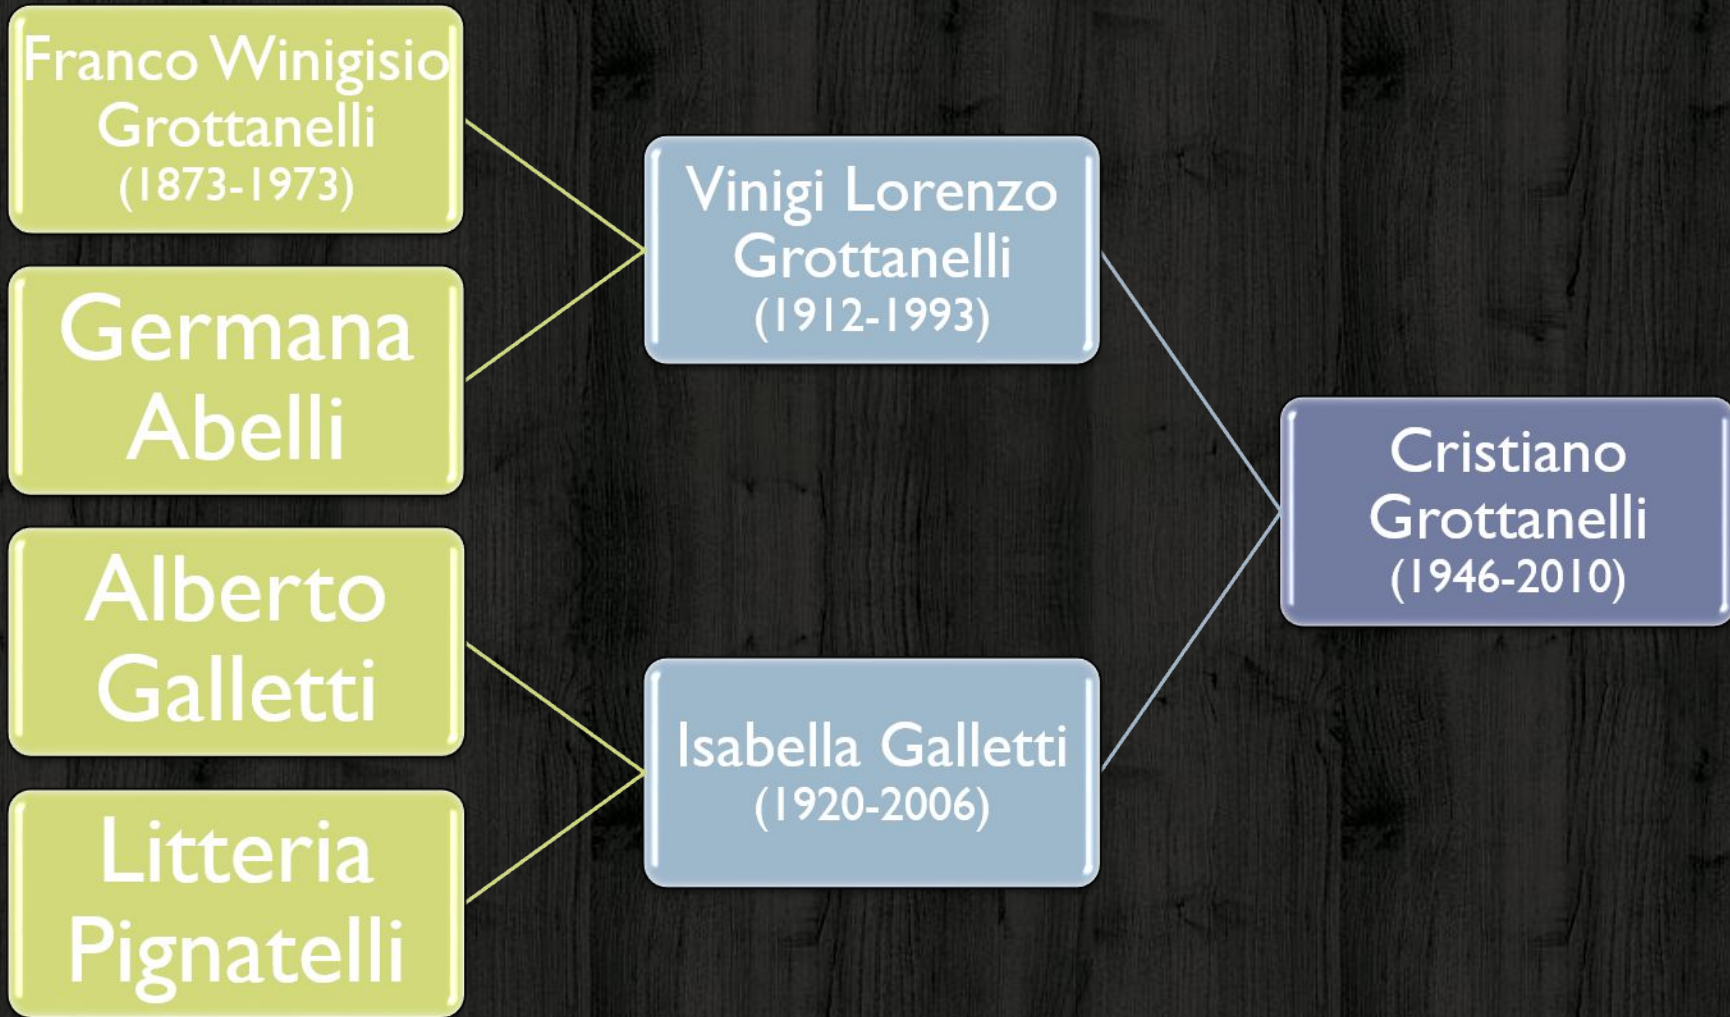 Franco Winigisio
Grottanelli
(1873-1973)
Germana
Abelli
Alberto
Galletti
Litteria
Pignatelli
Vinigi Lorenzo
Grottanelli
(1912-1993)
Isabella Galletti
(1920-2006)
Cristiano
Grottanelli
(1946-2010)